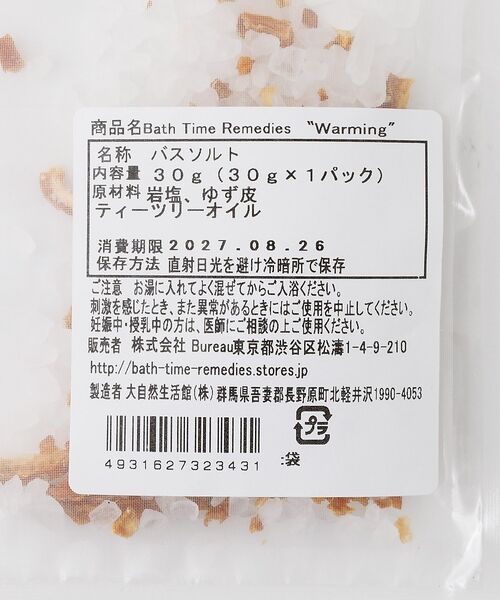 商品名Bath Time Remedies "Warming"
名称 バスソルト
内容量 30g（30g×1パック）
原材料 岩塩、ゆず皮
ティーツリーオイル
消費期限 2027.08.26
保存方法 直射日光を避け冷暗所で保存
ご注意 お湯に入れてよく混ぜてからご入浴ください。
刺激を感じたとき、また異常があるときにはご使用を中止してください。
妊娠中・授乳中の方は、医師にご相談の上ご使用ください。
販売者 株式会社 Bureau東京都渋谷区松濤1-4-9-210
http://bath-time-remedies.stores.jp
製造者 大自然生活館(株) 群馬県吾妻郡長野原町北軽井沢1990-4053
4931627323431
プラ
:袋